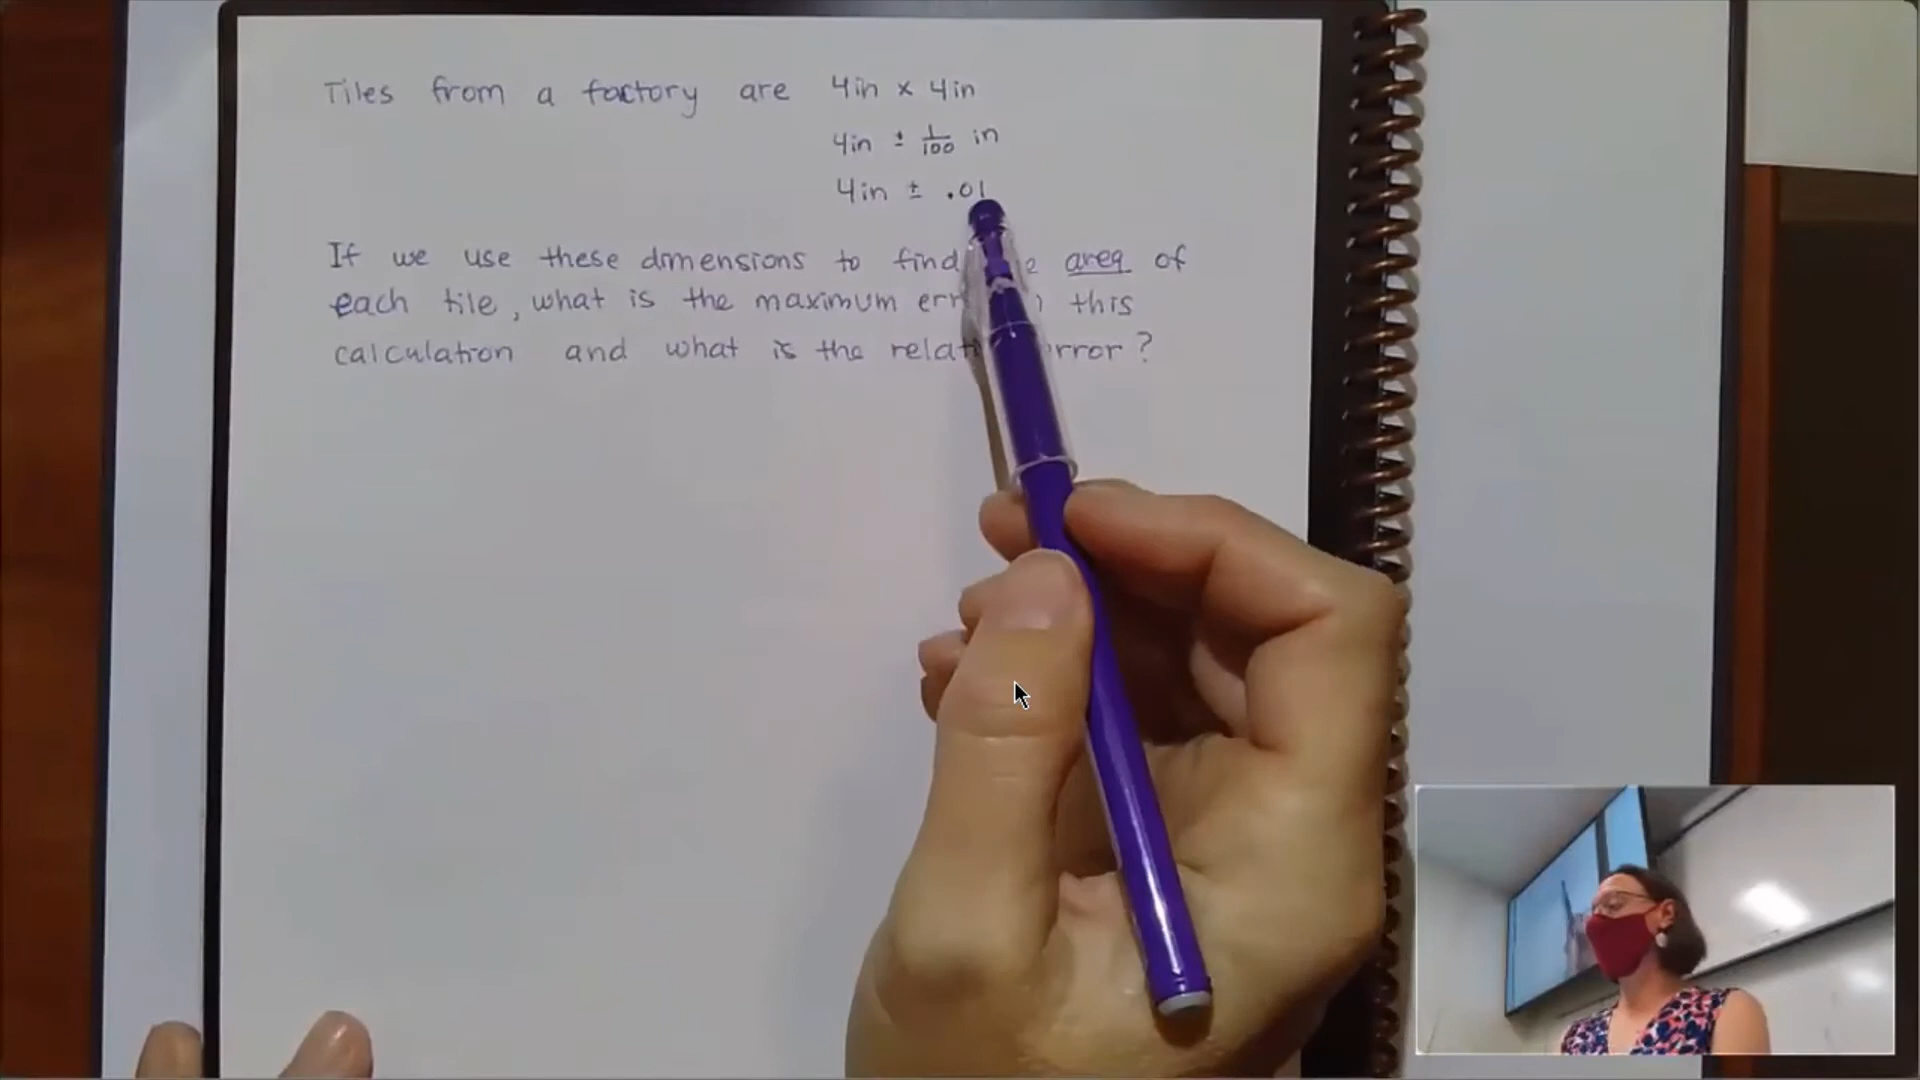 Tiles from a factory are 4in x 4in
4in ± 1/100 in
4in ± .01
If we use these dimensions to find area of
each tile, what is the maximum this
calculation and what is the error?